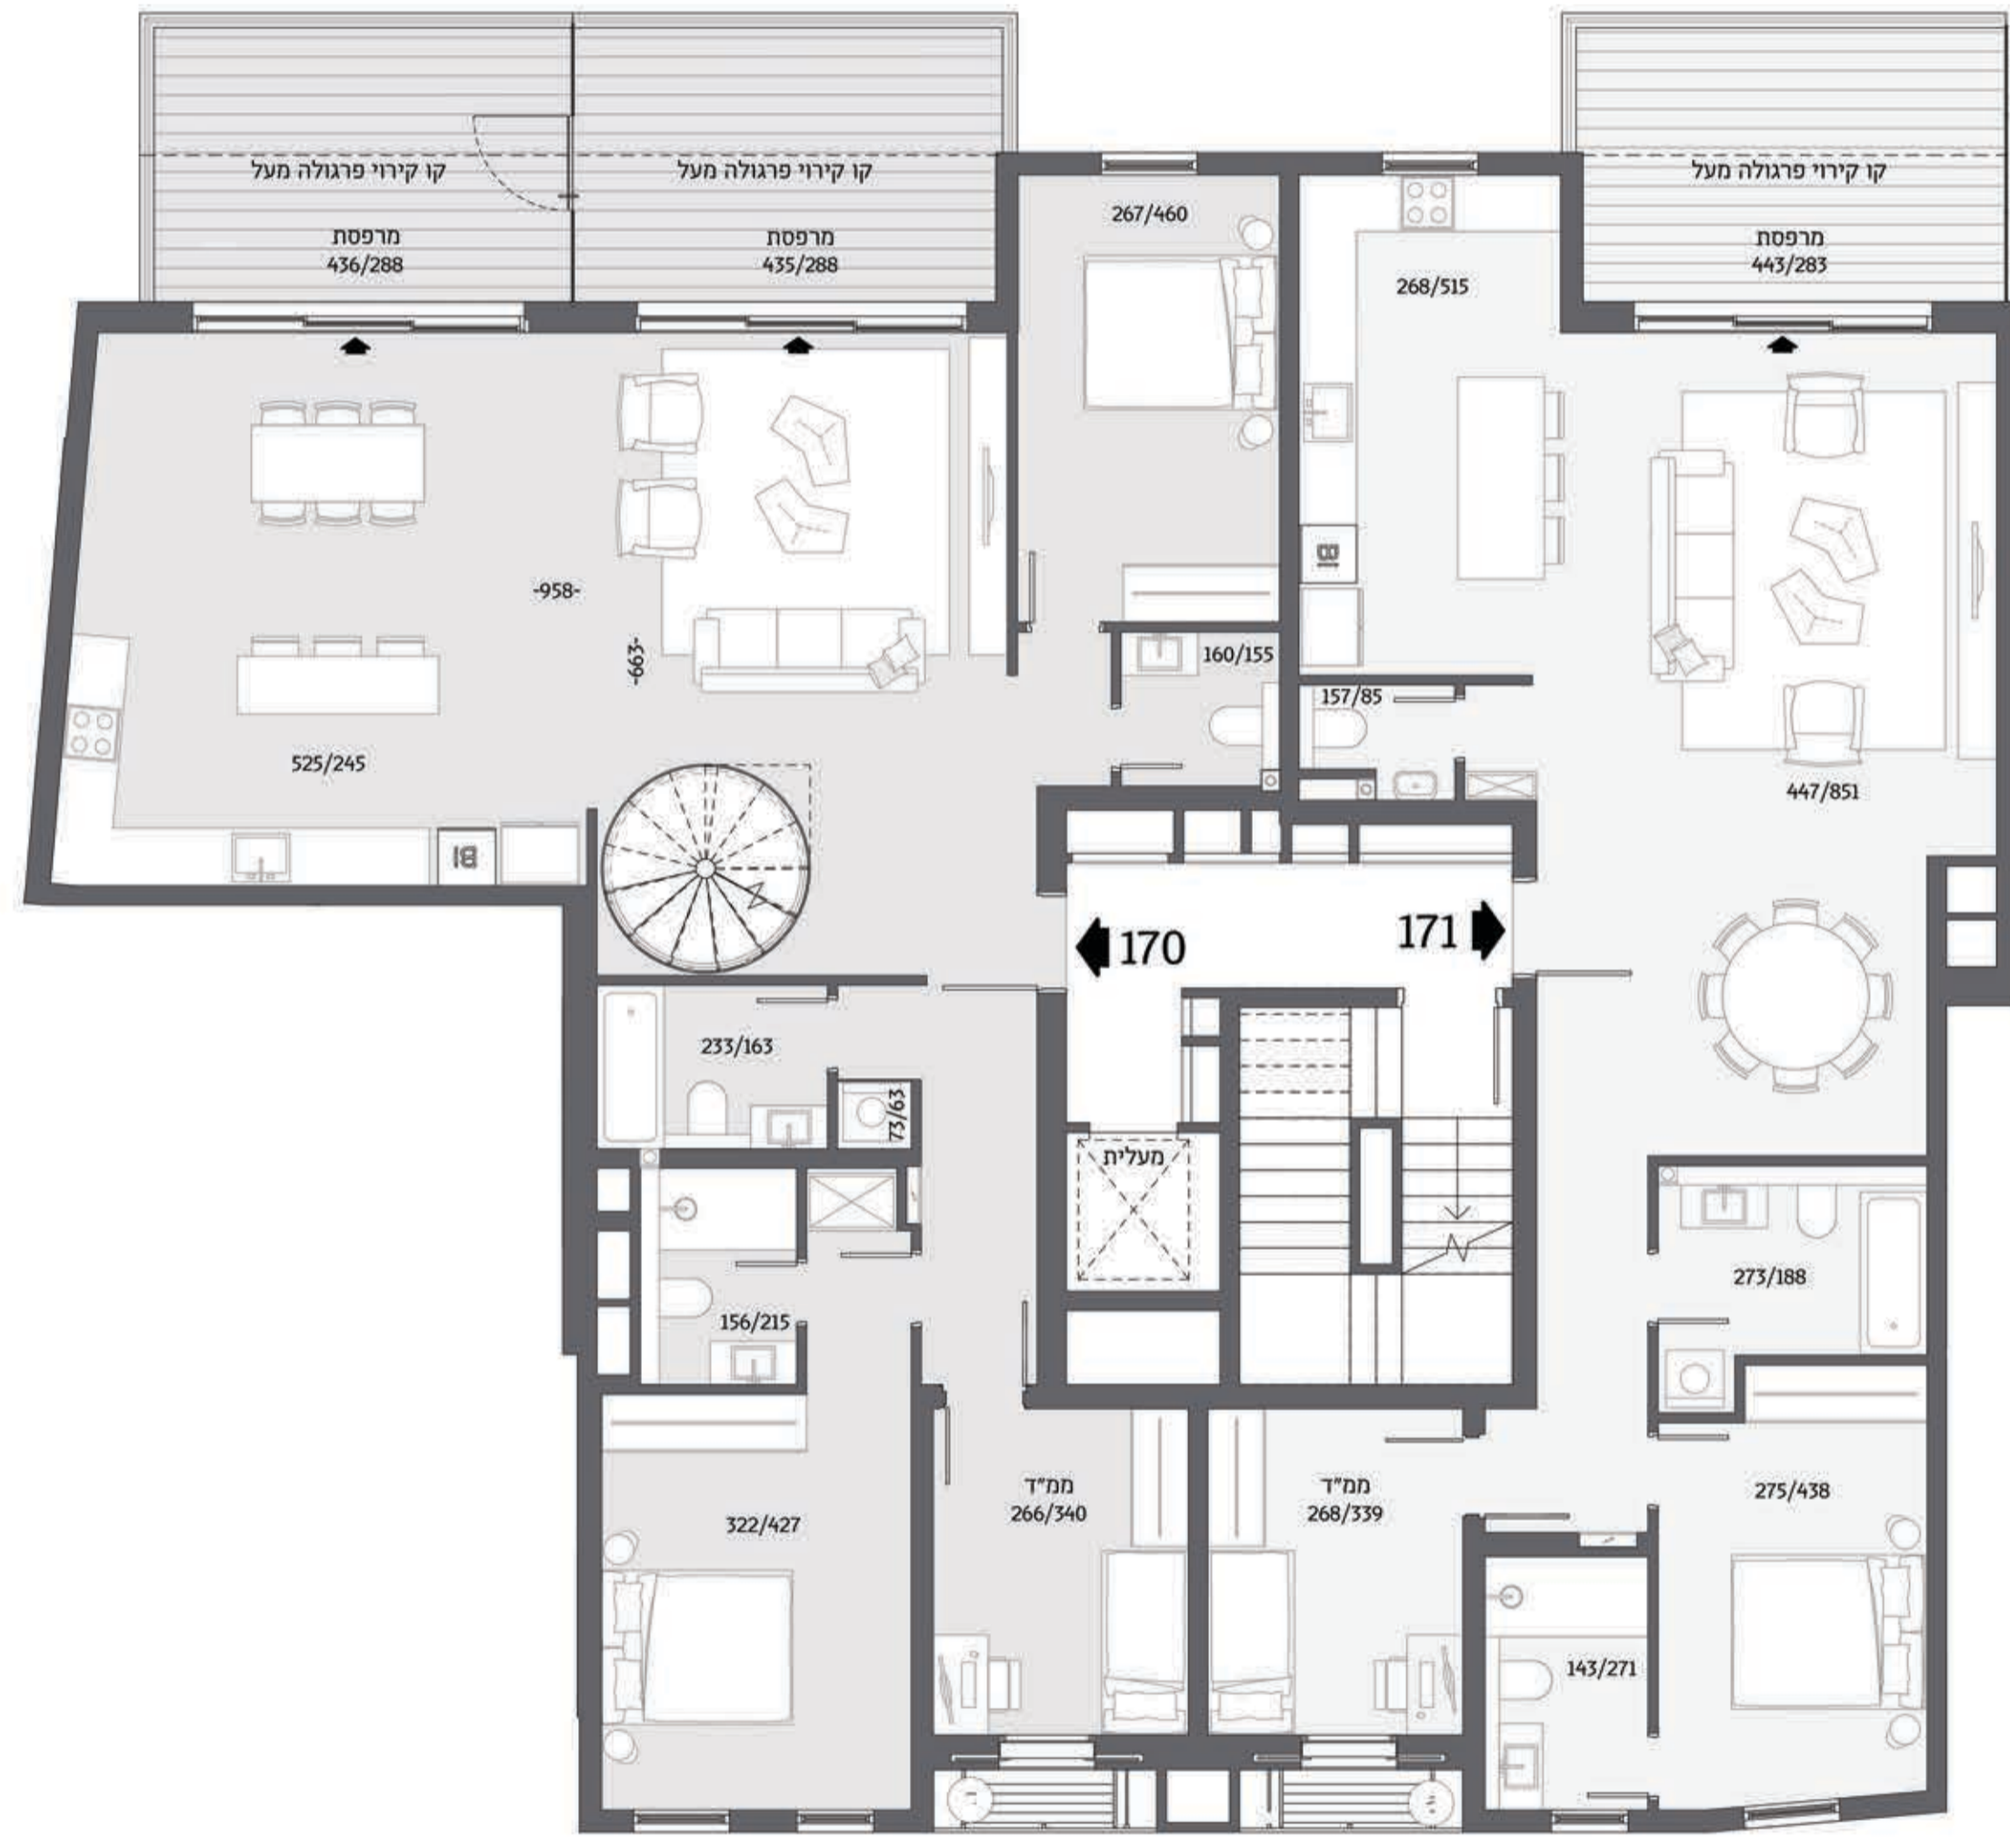 קו קירוי פרגולה מעל
קו קירוי פרגולה מעל
קו קירוי פרגולה מעל
מרפסת
436/288
מרפסת
435/288
מרפסת
443/283
267/460
268/515
-958-
-663-
160/155
157/85
525/245
447/851
BI
BI
170
171
233/163
73/63
מעלית
156/215
273/188
322/427
ממ"ד
266/340
ממ"ד
268/339
275/438
143/271